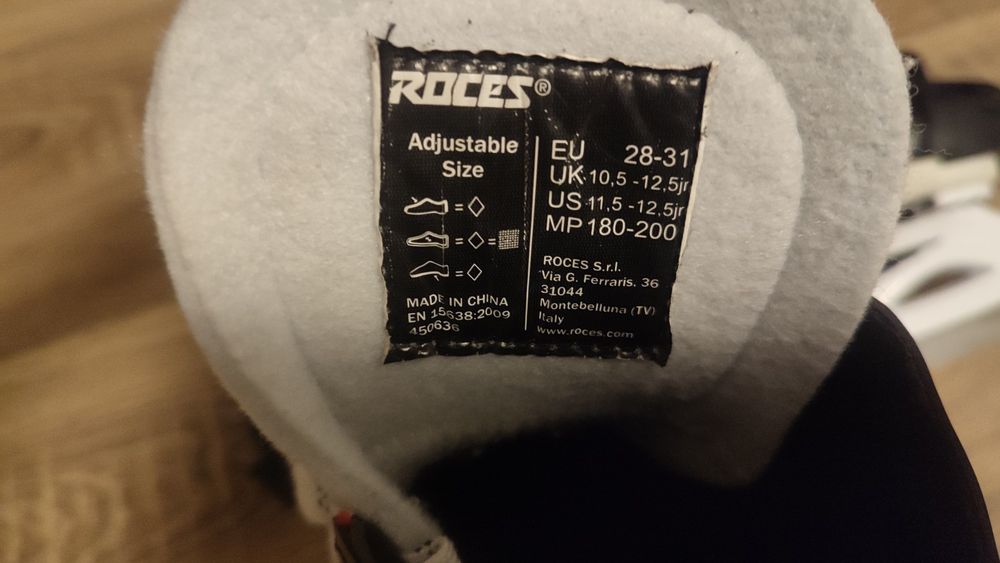 ROCES®
Adjustable
Size
=
= =
=
MADE IN CHINA
EN 15638:2009
450636
EU 28-31
UK 10,5 -12,5jr
US 11,5 -12,5jr
MP 180-200
ROCES S.r.l.
Via G. Ferraris. 36
31044
Montebelluna (TV)
Italy
www.roces.com